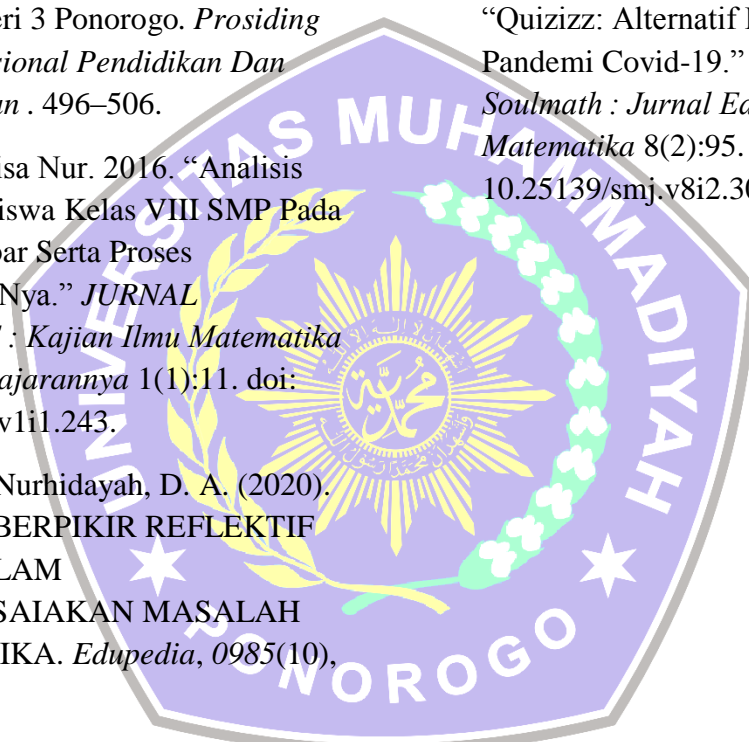 eri 3 Ponorogo. Prosiding
sional Pendidikan Dan
an . 496–506.
isa Nur. 2016. “Analisis
iswa Kelas VIII SMP Pada
bar Serta Proses
Nya.” JURNAL
: Kajian Ilmu Matematika
ajarannya 1(1):11. doi:
v1i1.243.
Nurhidayah, D. A. (2020).
BERPIKIR REFLEKTIF
LAM
SAIAKAN MASALAH
IKA. Edupedia, 0985(10),
“Quizizz: Alternatif
Pandemi Covid-19.”
Soulmath : Jurnal Ed
Matematika 8(2):95.
10.25139/smj.v8i2.30
UNIVERSITAS MUHAMMADIYAH
PONOROGO
محمدية